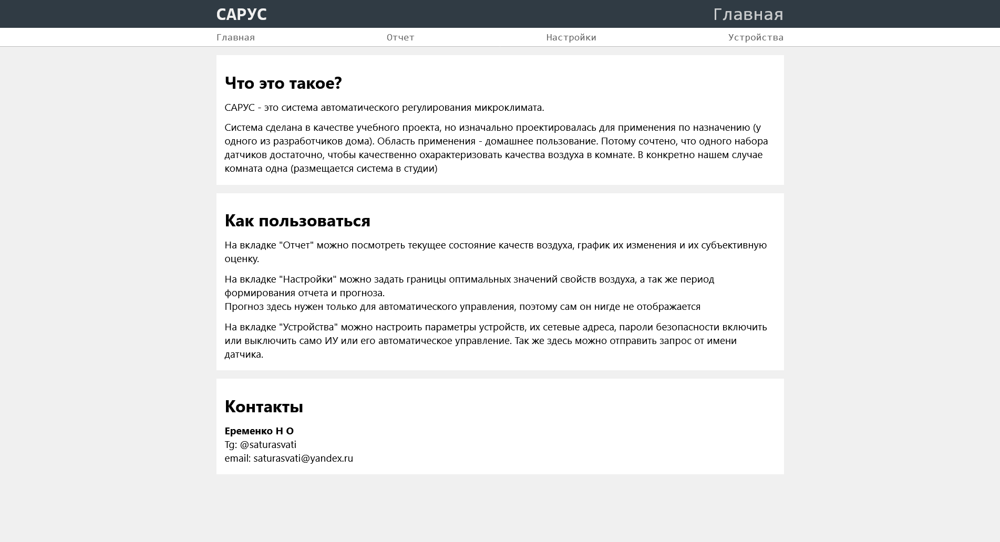 САРУС
Главная
Главная
Отчет
Настройки
Устройства
Что это такое?
САРУС - это система автоматического регулирования микроклимата.
Система сделана в качестве учебного проекта, но изначально проектировалась для применения по назначению (у
одного из разработчиков дома). Область применения - домашнее пользование. Потому сочтено, что одного набора
датчиков достаточно, чтобы качественно охарактеризовать качества воздуха в комнате. В конкретно нашем случае
комната одна (размещается система в студии)
Как пользоваться
На вкладке "Отчет" можно посмотреть текущее состояние качеств воздуха, график их изменения и их субъективную
оценку.
На вкладке "Настройки" можно задать границы оптимальных значений свойств воздуха, а так же период
формирования отчета и прогноза.
Прогноз здесь нужен только для автоматического управления, поэтому сам он нигде не отображается
На вкладке "Устройства" можно настроить параметры устройств, их сетевые адреса, пароли безопасности включить
или выключить само ИУ или его автоматическое управление. Так же здесь можно отправить запрос от имени
датчика.
Контакты
Еременко Н О
Tg: @saturasvati
email: saturasvati@yandex.ru